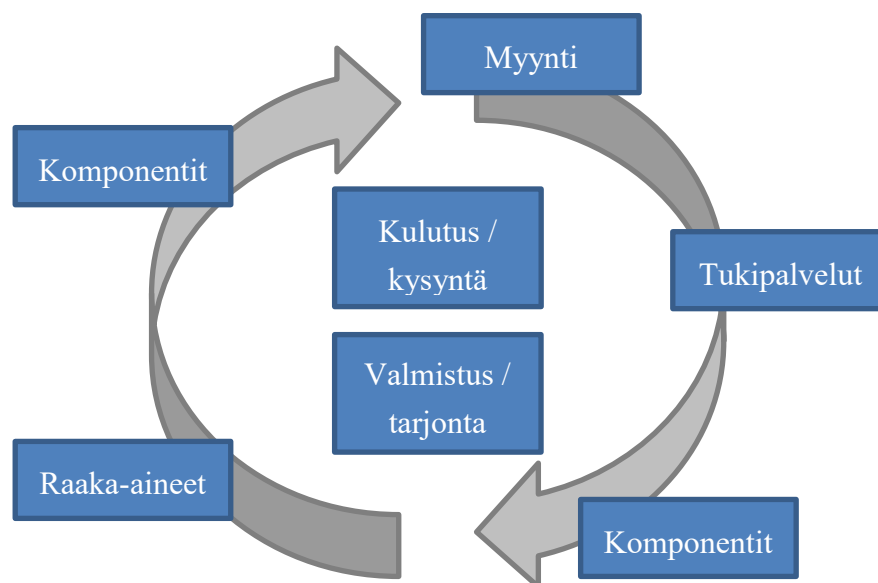 Myynti
Komponentit
Kulutus /
kysyntä
Tukipalvelut
Valmistus /
tarjonta
Raaka-aineet
Komponentit